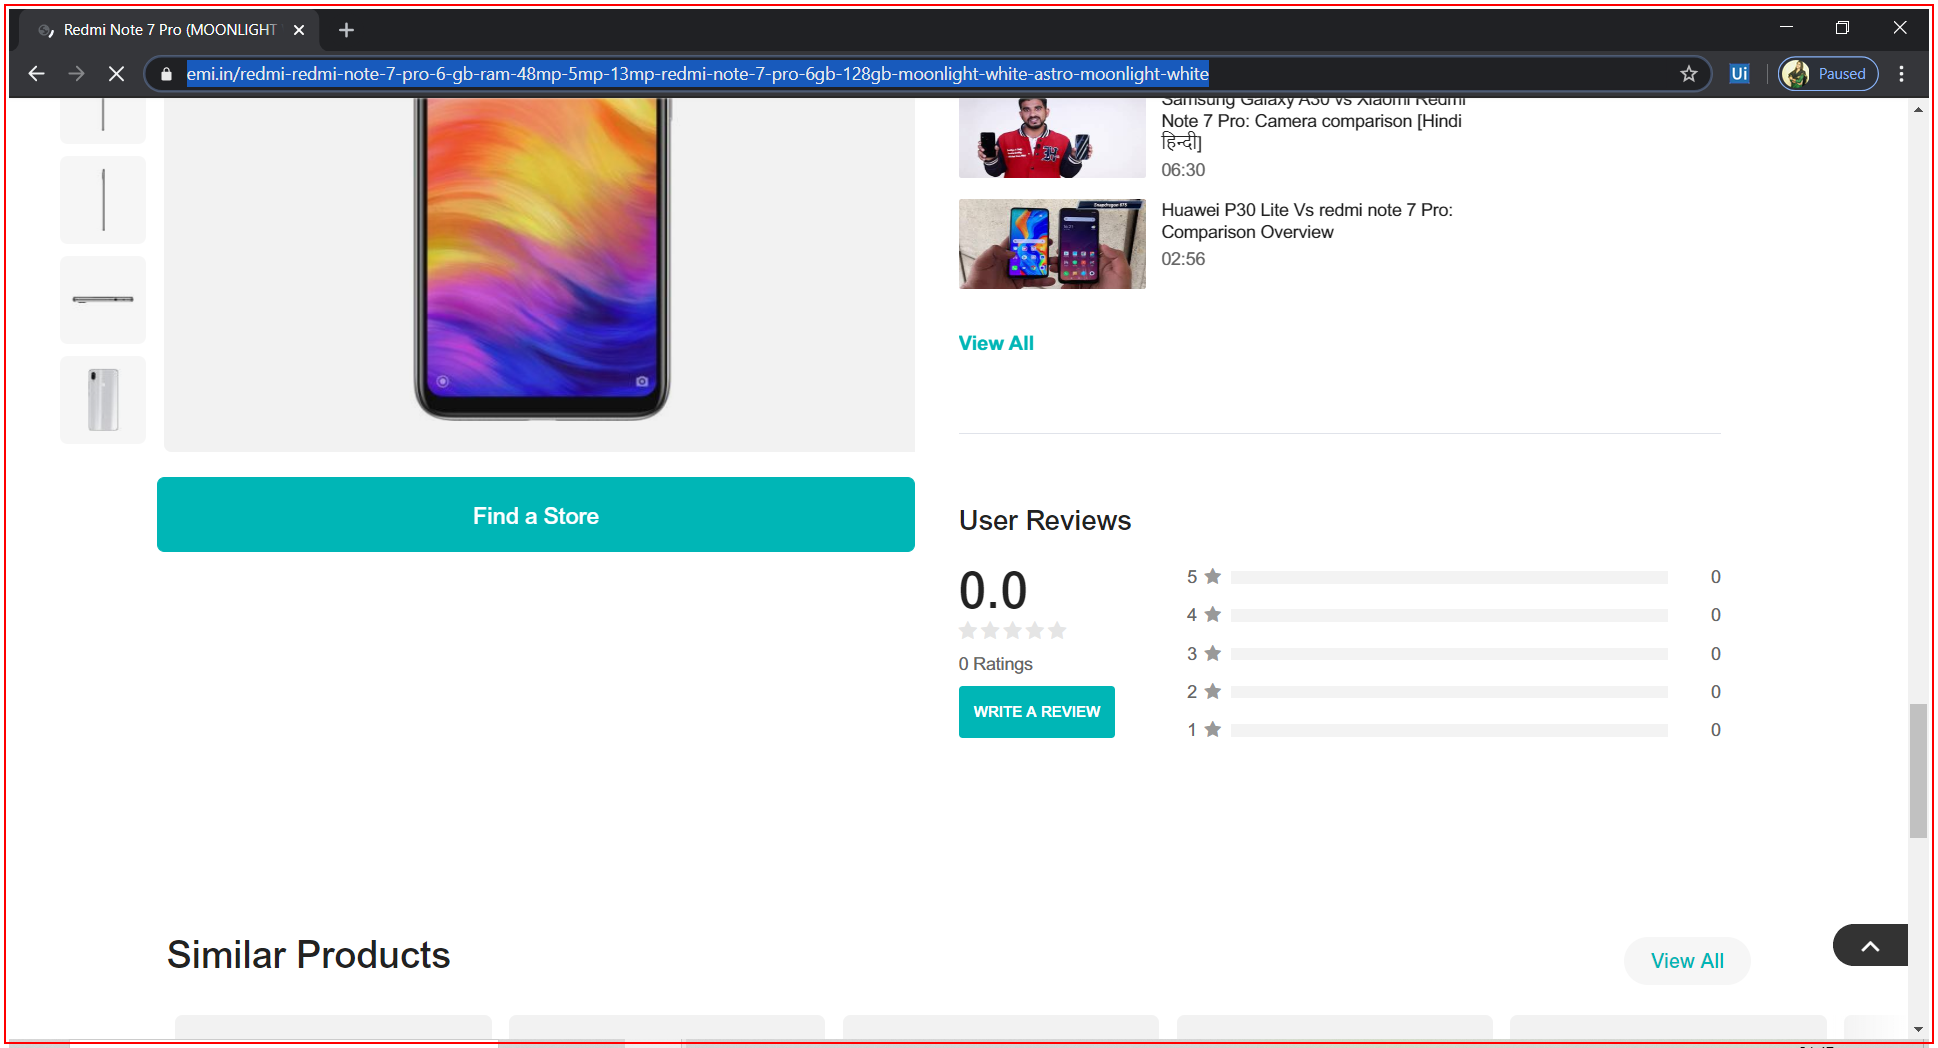 Redmi Note 7 Pro (MOONLIGHT
emi.in/redmi-redmi-note-7-pro-6-gb-ram-48mp-5mp-13mp-redmi-note-7-pro-6gb-128gb-moonlight-white-astro-moonlight-white
Ui
Paused
Samsung Galaxy A30 vs Xiaomi Redmi
Note 7 Pro: Camera comparison [Hindi
हिन्दी]
06:30
Snapdragon 675
Huawei P30 Lite Vs redmi note 7 Pro:
Comparison Overview
02:56
View All
Find a Store
User Reviews
0.0
0 Ratings
WRITE A REVIEW
5 0
4 0
3 0
2 0
1 0
Similar Products
View All